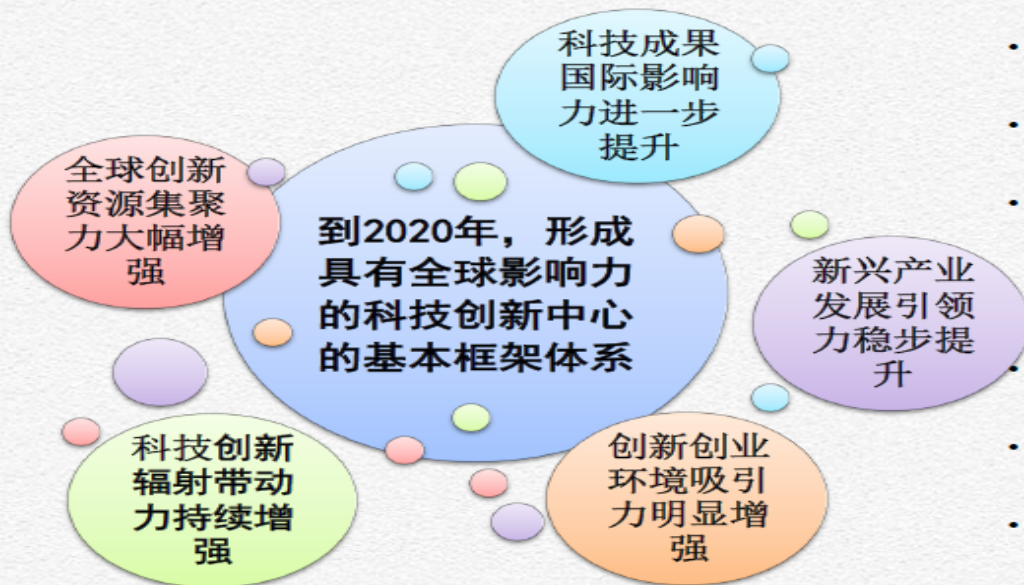 科技成果
国际影响
力进一步
提升
全球创新
资源集聚
力大幅增
强
到2020年，形成
具有全球影响力
的科技创新中心
的基本框架体系
新兴产业
发展引领
力稳步提
升
科技创新
辐射带动
力持续增
强
创新创业
环境吸引
力明显增
强